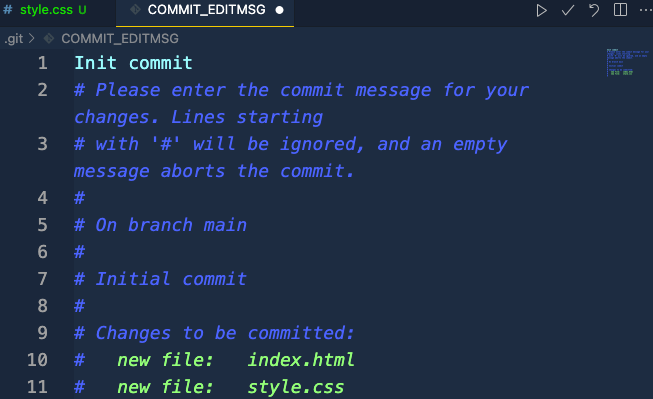 # style.css U COMMIT_EDITMSG
.git > COMMIT_EDITMSG
1 Init commit
2 # Please enter the commit message for your
changes. Lines starting
3 # with '#' will be ignored, and an empty
message aborts the commit.
4 #
5 # On branch main
6 #
7 # Initial commit
8 #
9 # Changes to be committed:
10 # new file: index.html
11 # new file: style.css